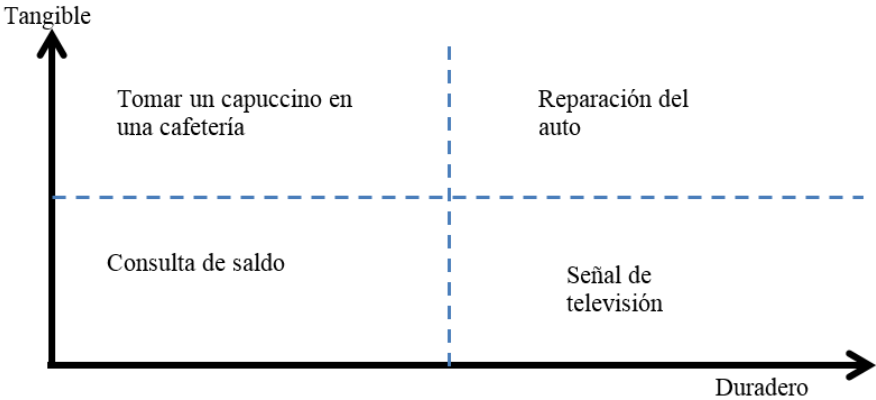 Tangible
Tomar un capuccino en
una cafetería
Reparación del
auto
Consulta de saldo
Señal de
televisión
Duradero